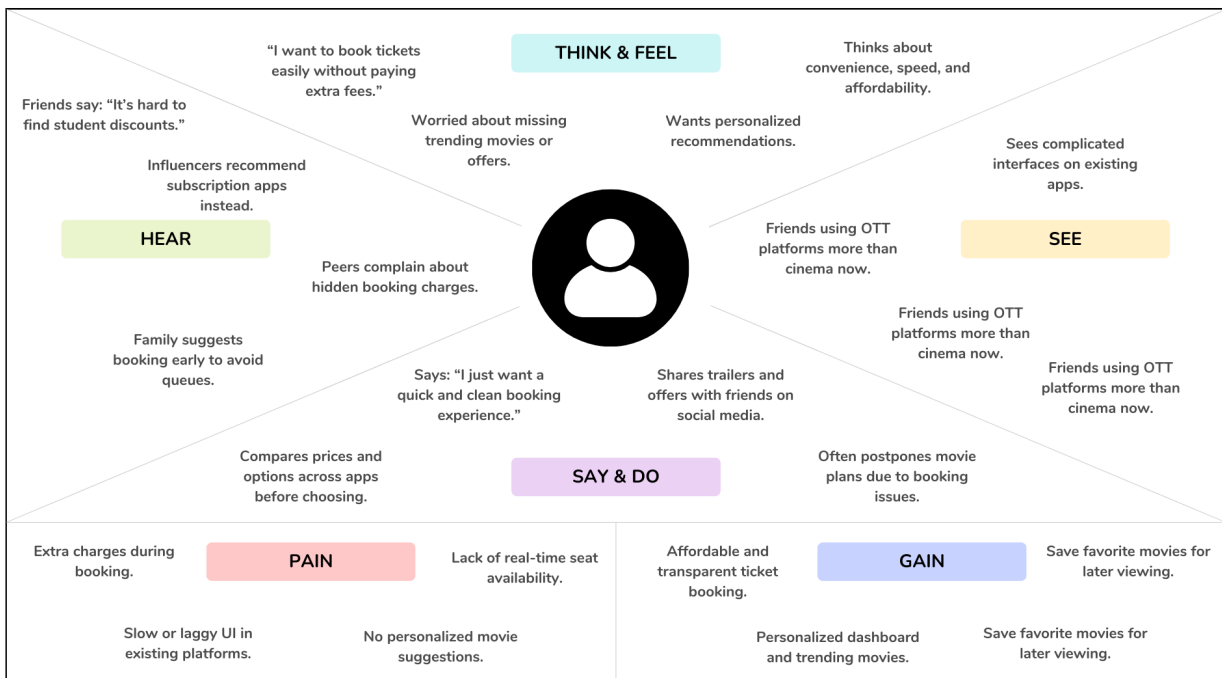 THINK & FEEL
“I want to book tickets
easily without paying
extra fees.”
Thinks about
convenience, speed, and
affordability.
Worried about missing
trending movies or
offers.
Wants personalized
recommendations.
Friends say: “It’s hard to
find student discounts.”
Influencers recommend
subscription apps
instead.
HEAR
Peers complain about
hidden booking charges.
Family suggests
booking early to avoid
queues.
Sees complicated
interfaces on existing
apps.
Friends using OTT
platforms more than
cinema now.
SEE
Friends using OTT
platforms more than
cinema now.
Friends using OTT
platforms more than
cinema now.
Says: “I just want a
quick and clean booking
experience.”
Shares trailers and
offers with friends on
social media.
Compares prices and
options across apps
before choosing.
SAY & DO
Often postpones movie
plans due to booking
issues.
Extra charges during
booking.
PAIN
Lack of real-time seat
availability.
Slow or laggy UI in
existing platforms.
No personalized movie
suggestions.
Affordable and
transparent ticket
booking.
GAIN
Save favorite movies for
later viewing.
Personalized dashboard
and trending movies.
Save favorite movies for
later viewing.